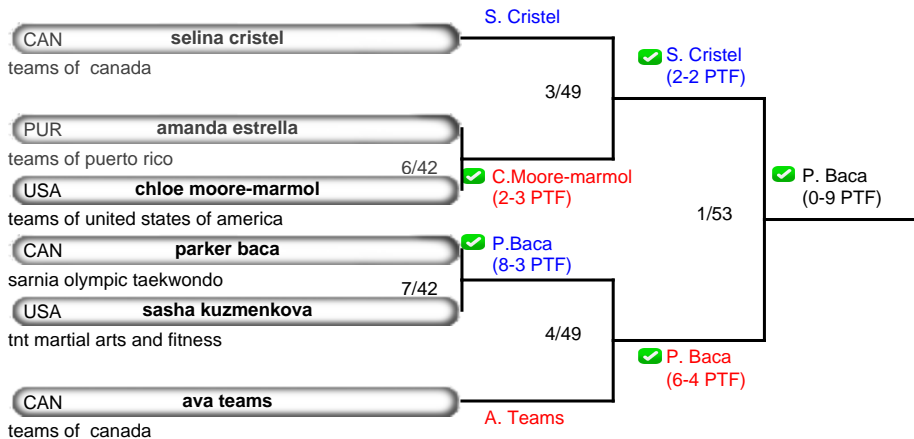 S. Cristel
CAN selina cristel
teams of canada
S. Cristel
(2-2 PTF)
3/49
PUR amanda estrella
teams of puerto rico
6/42
USA chloe moore-marmol
C.Moore-marmol
(2-3 PTF)
teams of united states of america
P. Baca
(0-9 PTF)
1/53
CAN parker baca
P.Baca
(8-3 PTF)
sarnia olympic taekwondo
7/42
USA sasha kuzmenkova
tnt martial arts and fitness
4/49
P. Baca
(6-4 PTF)
CAN ava teams
A. Teams
teams of canada